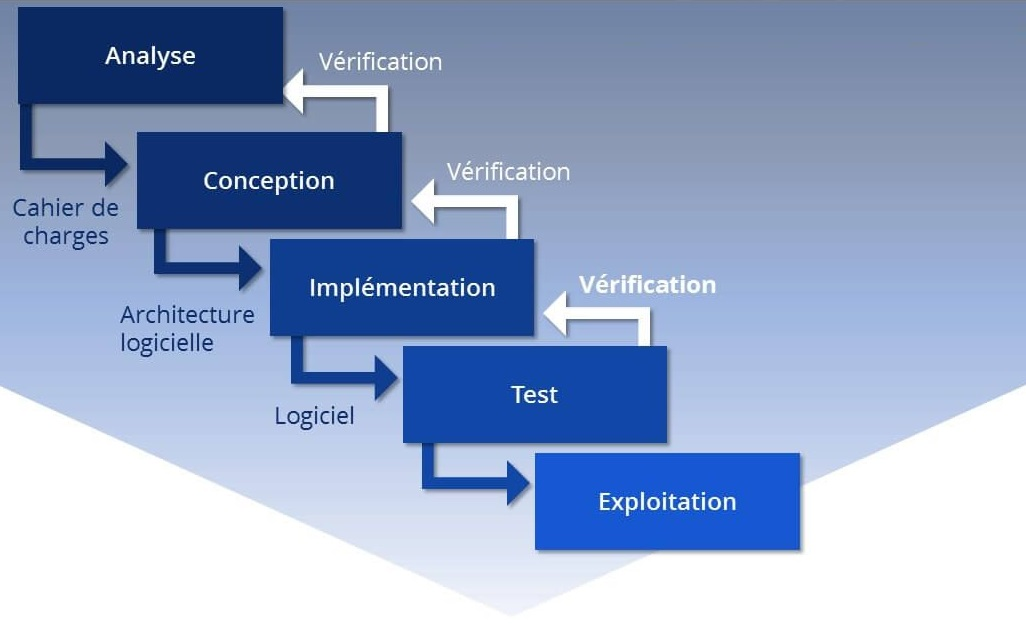 Analyse
Vérification
Conception
Vérification
Cahier de
charges
Implémentation
Vérification
Architecture
logicielle
Test
Logiciel
Exploitation